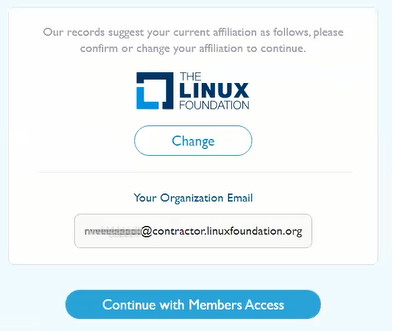 Our records suggest your current affiliation as follows, please
confirm or change your affiliation to continue.
THE
LINUX
FOUNDATION
Change
Your Organization Email
@contractor.linuxfoundation.org
Continue with Members Access